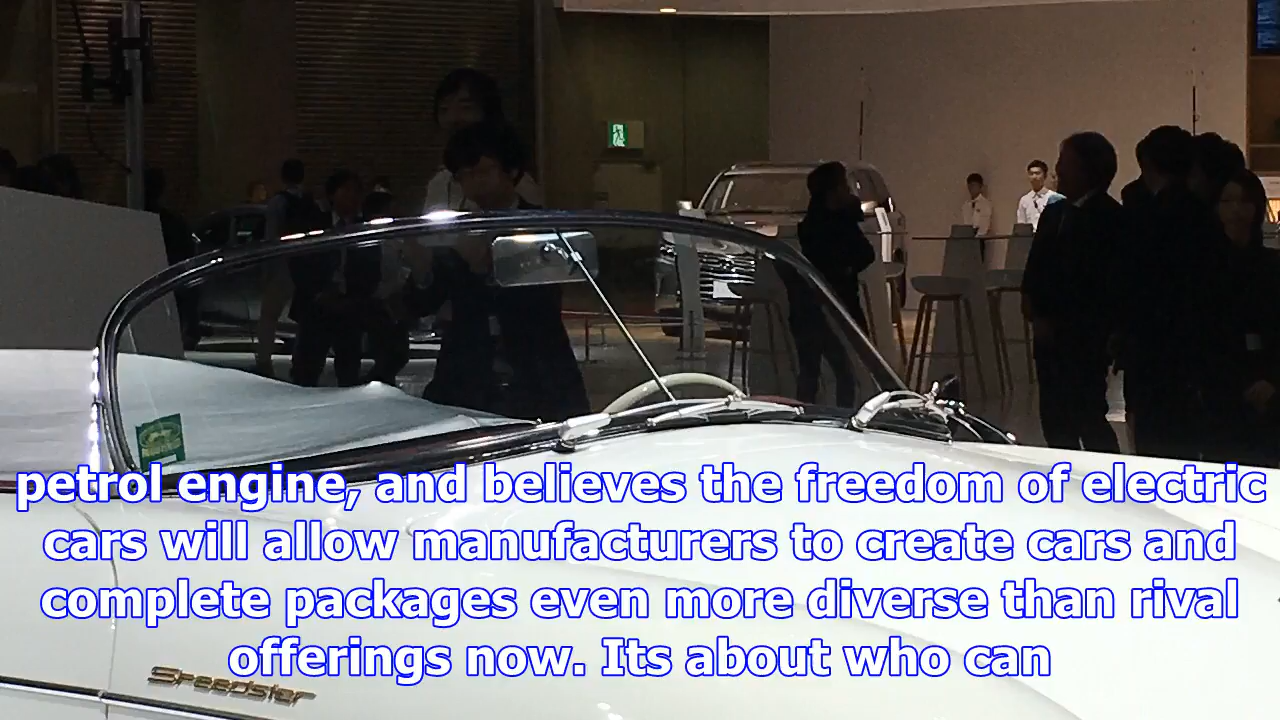 petrol engine, and believes the freedom of electric
cars will allow manufacturers to create cars and
complete packages even more diverse than rival
offerings now. Its about who can
Speedster